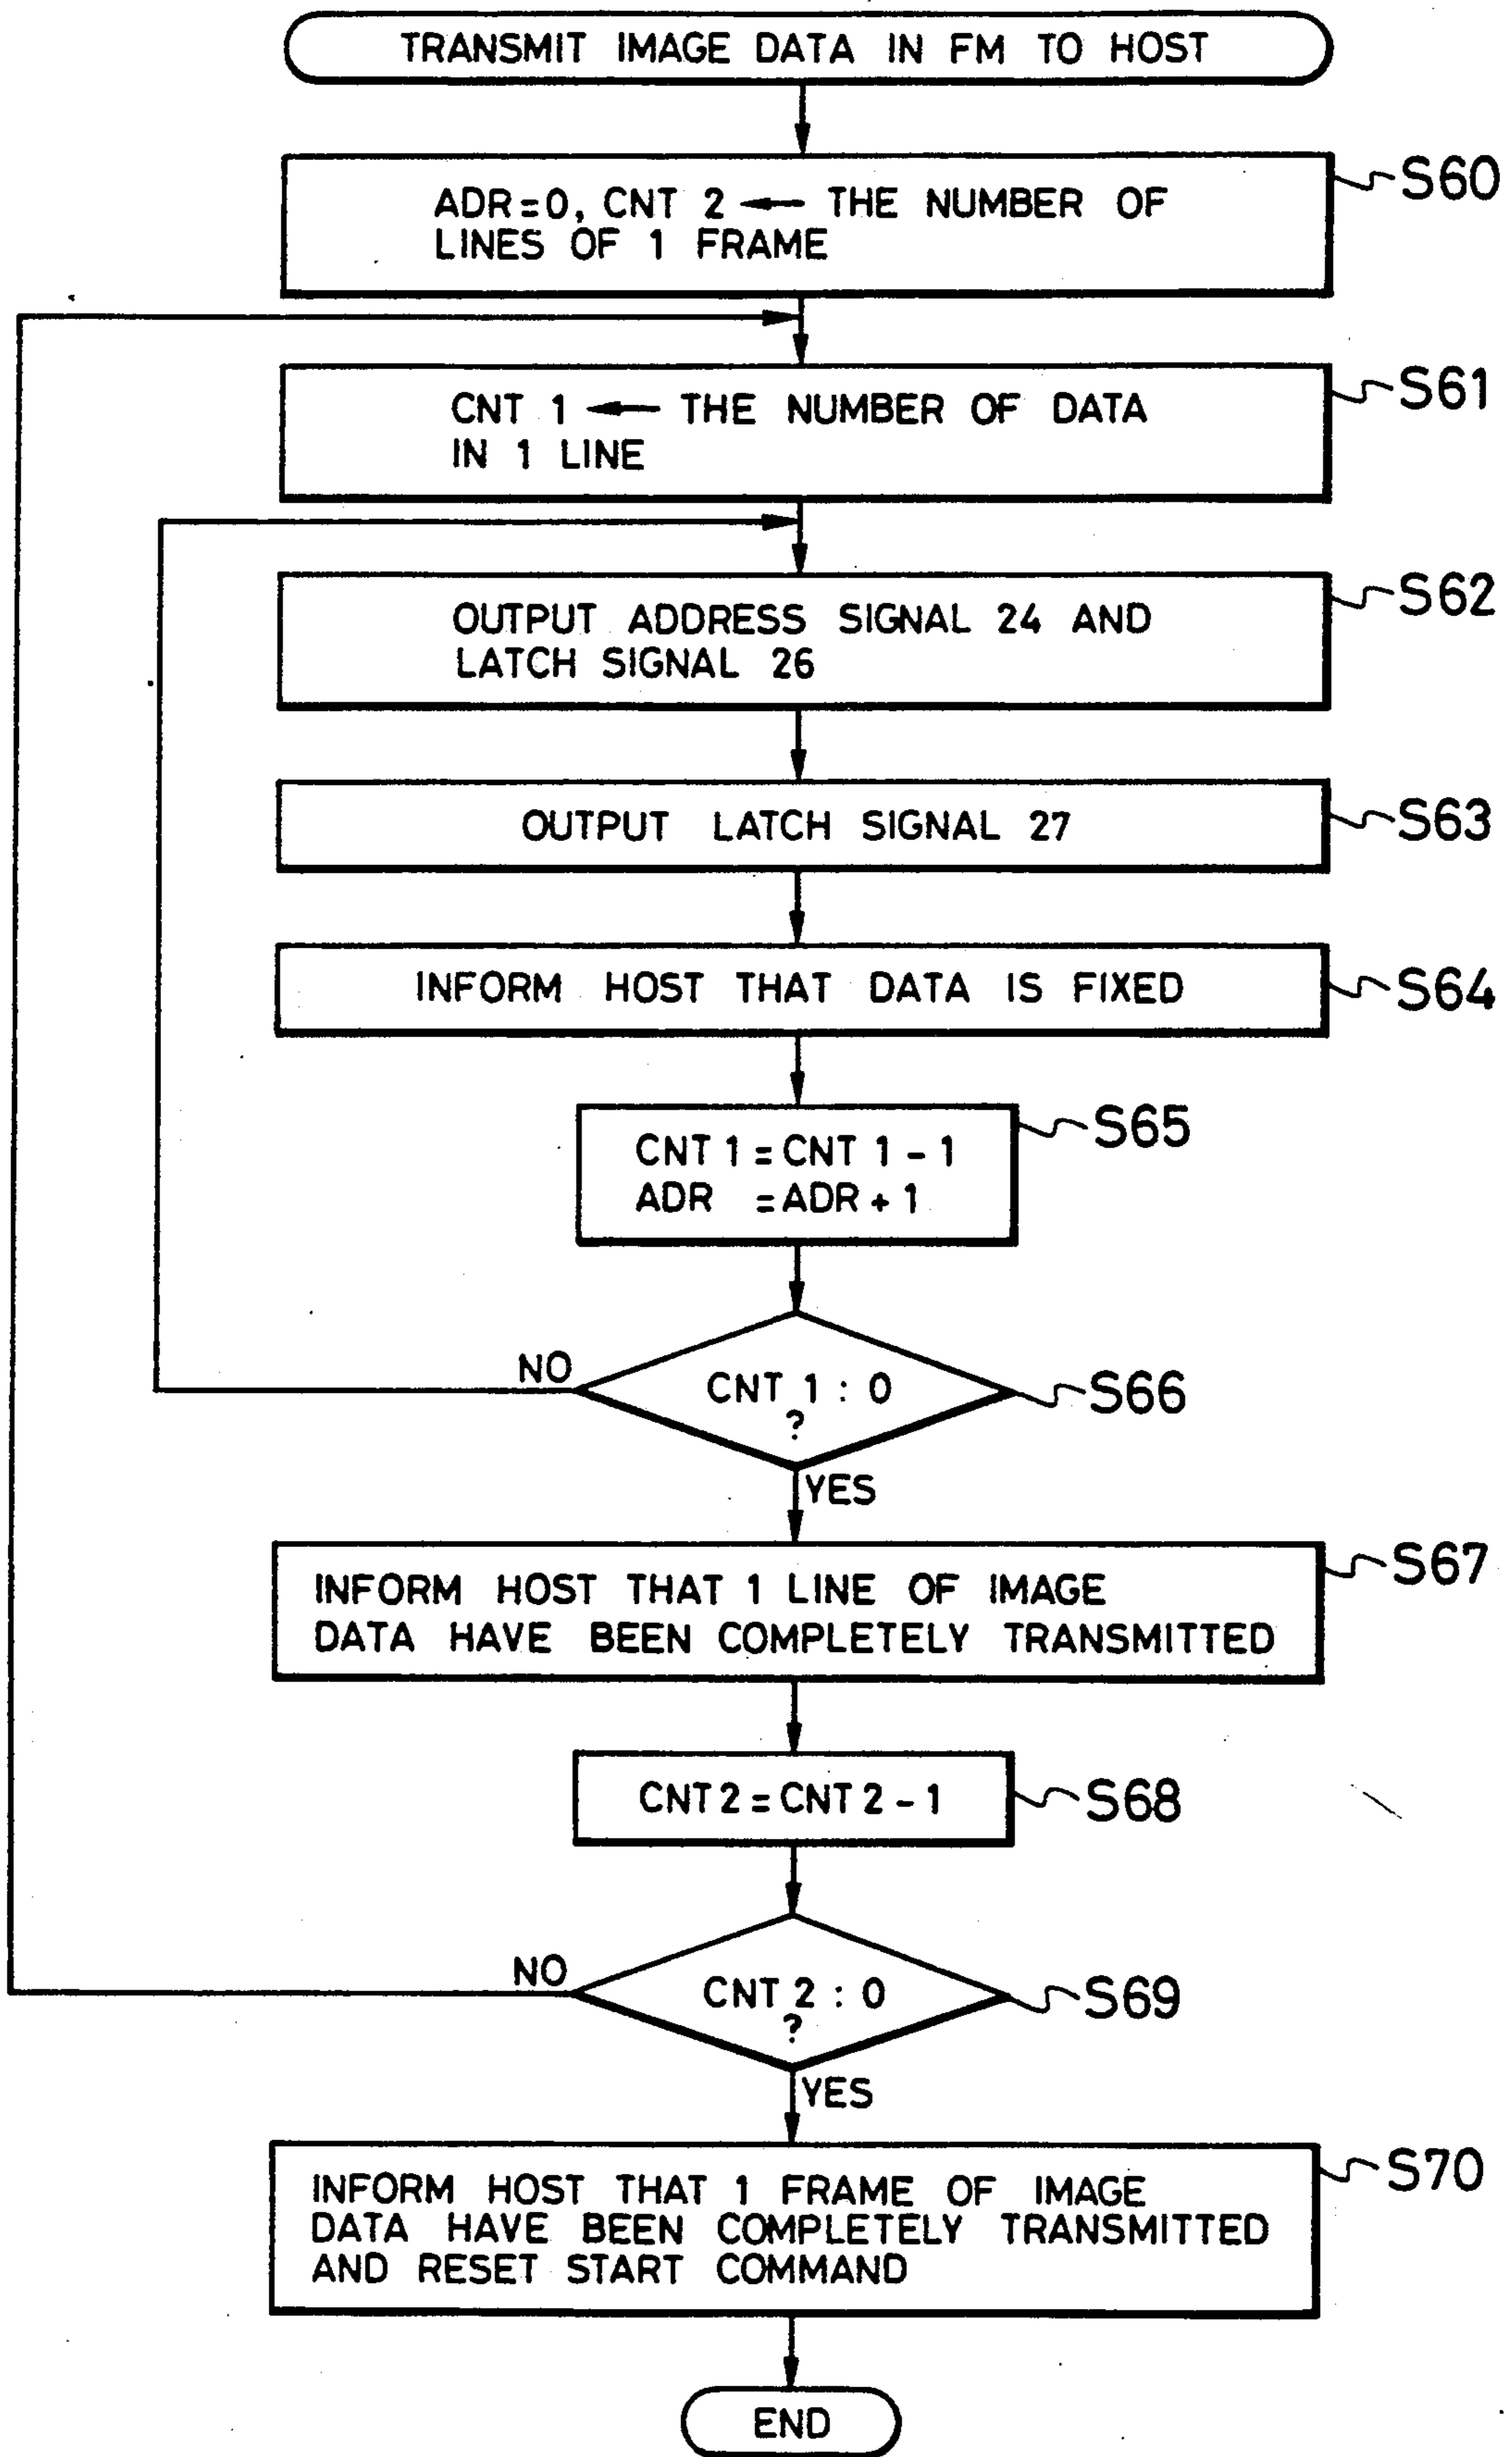 TRANSMIT IMAGE DATA IN FM TO HOST
ADR=0, CNT 2 ← THE NUMBER OF
LINES OF 1 FRAME
S60
CNT 1 ← THE NUMBER OF DATA
IN 1 LINE
S61
OUTPUT ADDRESS SIGNAL 24 AND
LATCH SIGNAL 26
S62
OUTPUT LATCH SIGNAL 27
S63
INFORM HOST THAT DATA IS FIXED
S64
CNT 1 = CNT 1 - 1
ADR = ADR + 1
S65
NO
CNT 1 : 0
?
S66
YES
INFORM HOST THAT 1 LINE OF IMAGE
DATA HAVE BEEN COMPLETELY TRANSMITTED
S67
CNT 2 = CNT 2 - 1
S68
NO
CNT 2 : 0
?
S69
YES
INFORM HOST THAT 1 FRAME OF IMAGE
DATA HAVE BEEN COMPLETELY TRANSMITTED
AND RESET START COMMAND
S70
END